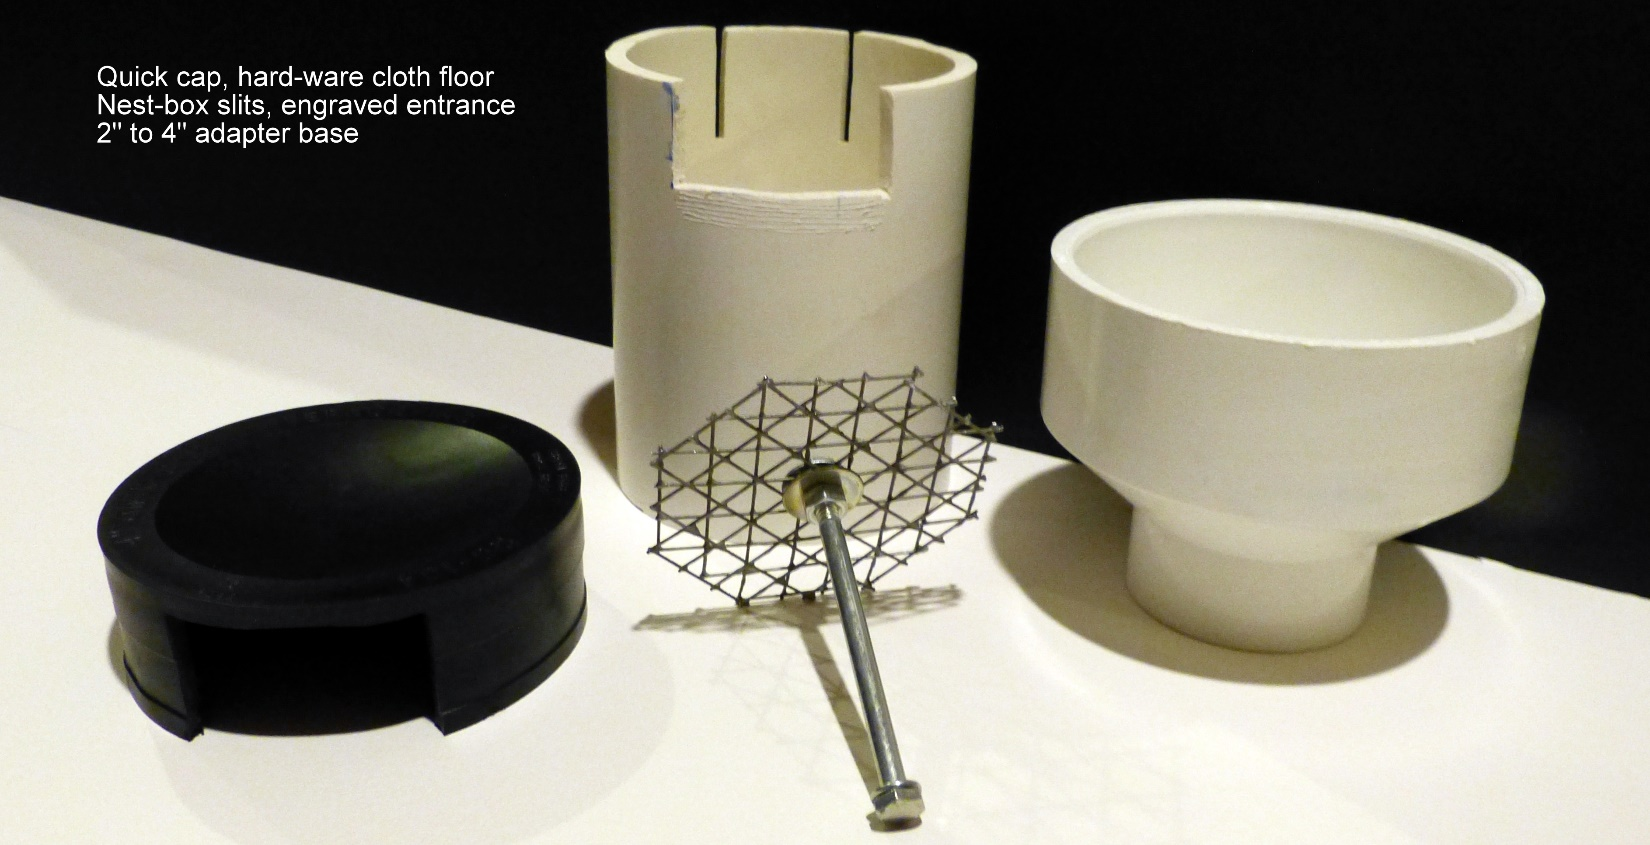 Quick cap, hard-ware cloth floor
Nest-box slits, engraved entrance
2" to 4" adapter base